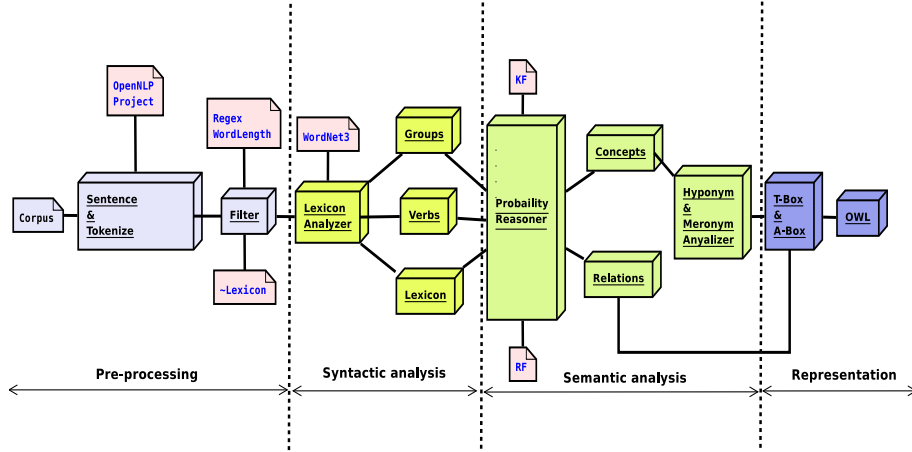 OpenNLP
Project
Regex
WordLength
WordNet3
KF
Corpus
Sentence
&
Tokenize
Filter
~Lexicon
Lexicon
Analyzer
Groups
Verbs
Lexicon
Probaility
Reasoner
RF
Concepts
Relations
Hyponym
&
Meronym
Anyalizer
T-Box
&
A-Box
OWL
Pre-processing
Syntactic analysis
Semantic analysis
Representation